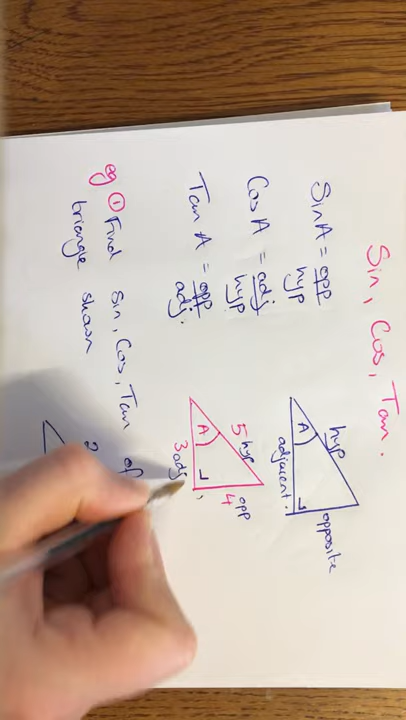 Sin, Cos, Tan.
Sin A = opp
hyp
Cos A = adj
hyp
Tan A = opp
adj.
hyp
A
opposite
adjacent.
5 hyp
A
4 opp
3 adj
eg ① Find Sin, Cos, Tan of
triangle shown